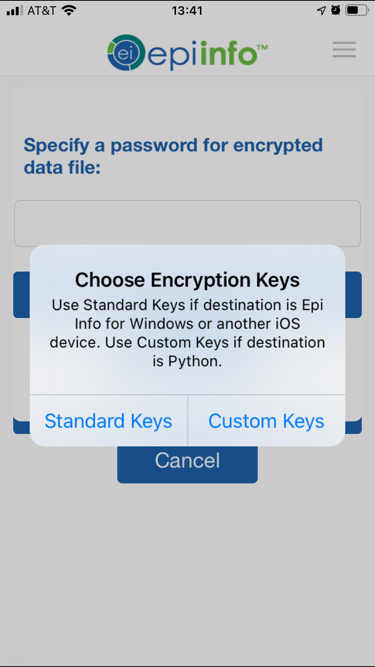 AT&T 13:41
ei epi info™
Specify a password for encrypted
data file:
Choose Encryption Keys
Use Standard Keys if destination is Epi
Info for Windows or another iOS
device. Use Custom Keys if destination
is Python.
Standard Keys Custom Keys
Cancel